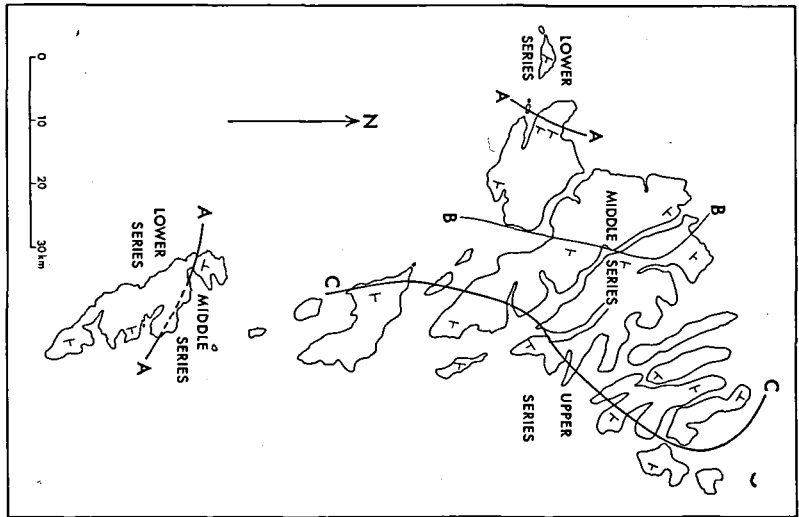 C
B
MIDDLE SERIES
A
LOWER
SERIES
UPPER
SERIES
A
B
N
C
A
MIDDLE
SERIES
LOWER
SERIES
A
0 10 20 30 km